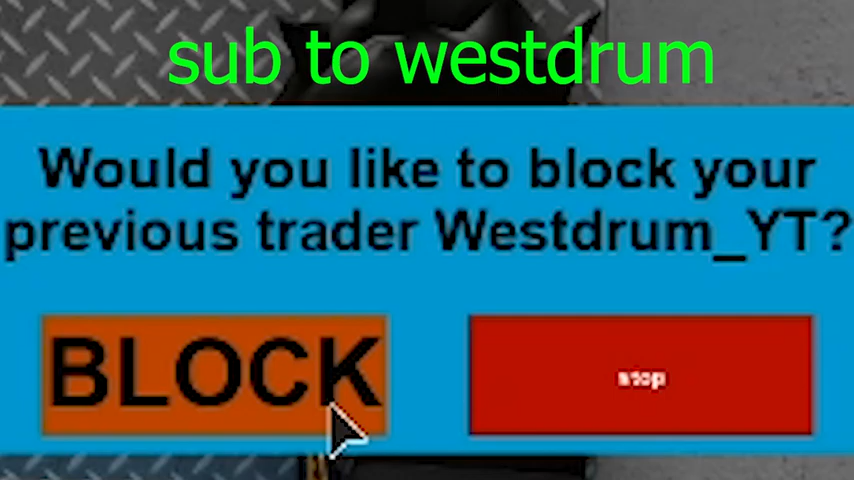 sub to westdrum
Would you like to block your
previous trader Westdrum_YT?
BLOCK
stop